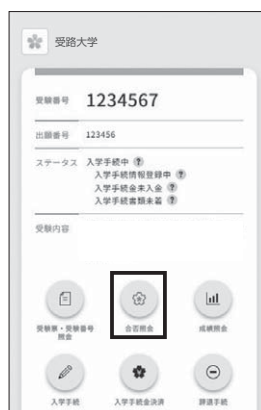 受路大学
受験番号 1234567
出願番号 123456
ステータス 入学手続中 ?
入学手続情報登録中 ?
入学手続金未入金 ?
入学手続書類未着 ?
受験内容
受験票・受験番号 合否照会 成績照会
照会
入学手続 入学手続金決済 辞退手続